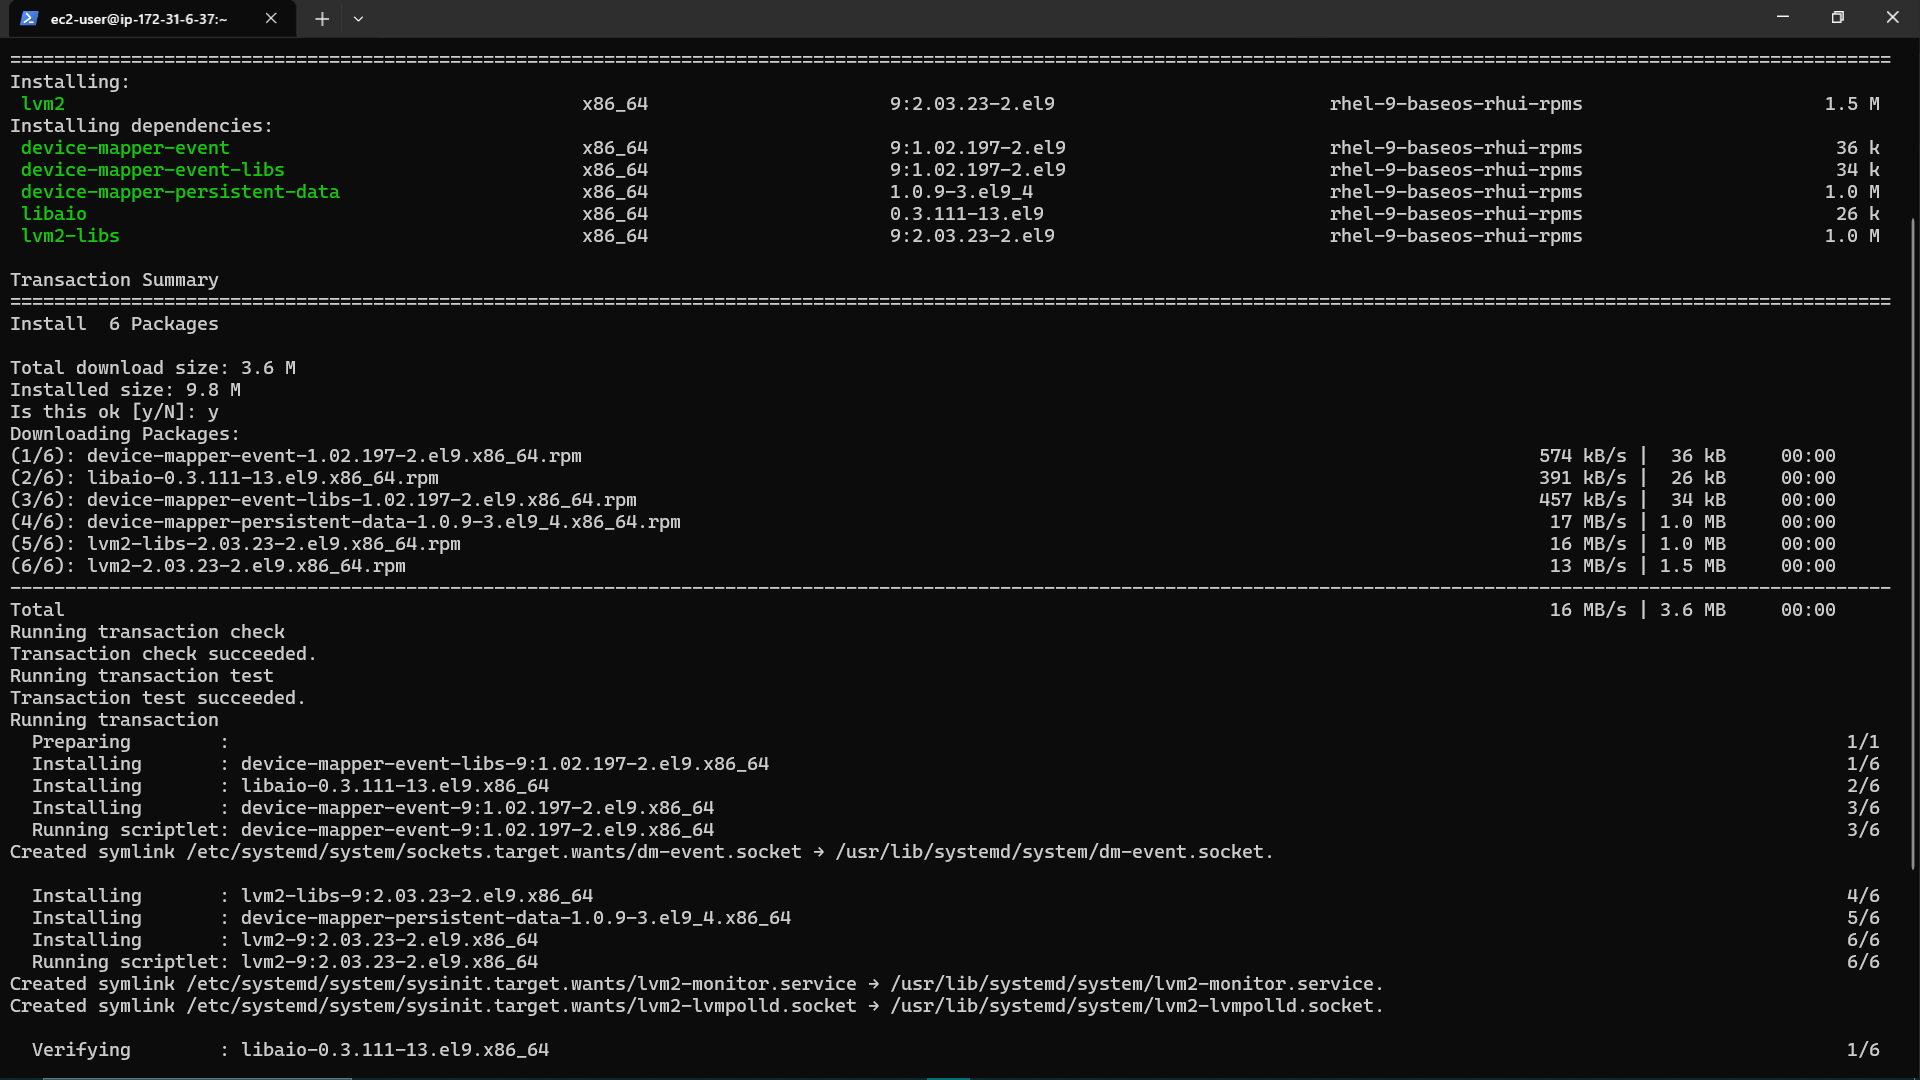 ec2-user@ip-172-31-6-37:~
================================================================================
Installing:
lvm2 x86_64 9:2.03.23-2.el9 rhel-9-baseos-rhui-rpms 1.5 M
Installing dependencies:
device-mapper-event x86_64 9:1.02.197-2.el9 rhel-9-baseos-rhui-rpms 36 k
device-mapper-event-libs x86_64 9:1.02.197-2.el9 rhel-9-baseos-rhui-rpms 34 k
device-mapper-persistent-data x86_64 1.0.9-3.el9_4 rhel-9-baseos-rhui-rpms 1.0 M
libaio x86_64 0.3.111-13.el9 rhel-9-baseos-rhui-rpms 26 k
lvm2-libs x86_64 9:2.03.23-2.el9 rhel-9-baseos-rhui-rpms 1.0 M
Transaction Summary
================================================================================
Install  6 Packages
Total download size: 3.6 M
Installed size: 9.8 M
Is this ok [y/N]: y
Downloading Packages:
(1/6): device-mapper-event-1.02.197-2.el9.x86_64.rpm 574 kB/s | 36 kB 00:00
(2/6): libaio-0.3.111-13.el9.x86_64.rpm 391 kB/s | 26 kB 00:00
(3/6): device-mapper-event-libs-1.02.197-2.el9.x86_64.rpm 457 kB/s | 34 kB 00:00
(4/6): device-mapper-persistent-data-1.0.9-3.el9_4.x86_64.rpm 17 MB/s | 1.0 MB 00:00
(5/6): lvm2-libs-2.03.23-2.el9.x86_64.rpm 16 MB/s | 1.0 MB 00:00
(6/6): lvm2-2.03.23-2.el9.x86_64.rpm 13 MB/s | 1.5 MB 00:00
--------------------------------------------------------------------------------
Total 16 MB/s | 3.6 MB 00:00
Running transaction check
Transaction check succeeded.
Running transaction test
Transaction test succeeded.
Running transaction
Preparing : 1/1
Installing : device-mapper-event-libs-9:1.02.197-2.el9.x86_64 1/6
Installing : libaio-0.3.111-13.el9.x86_64 2/6
Installing : device-mapper-event-9:1.02.197-2.el9.x86_64 3/6
Running scriptlet: device-mapper-event-9:1.02.197-2.el9.x86_64 3/6
Created symlink /etc/systemd/system/sockets.target.wants/dm-event.socket → /usr/lib/systemd/system/dm-event.socket.
Installing : lvm2-libs-9:2.03.23-2.el9.x86_64 4/6
Installing : device-mapper-persistent-data-1.0.9-3.el9_4.x86_64 5/6
Installing : lvm2-9:2.03.23-2.el9.x86_64 6/6
Running scriptlet: lvm2-9:2.03.23-2.el9.x86_64 6/6
Created symlink /etc/systemd/system/sysinit.target.wants/lvm2-monitor.service → /usr/lib/systemd/system/lvm2-monitor.service.
Created symlink /etc/systemd/system/sysinit.target.wants/lvm2-lvmpolld.socket → /usr/lib/systemd/system/lvm2-lvmpolld.socket.
Verifying : libaio-0.3.111-13.el9.x86_64 1/6